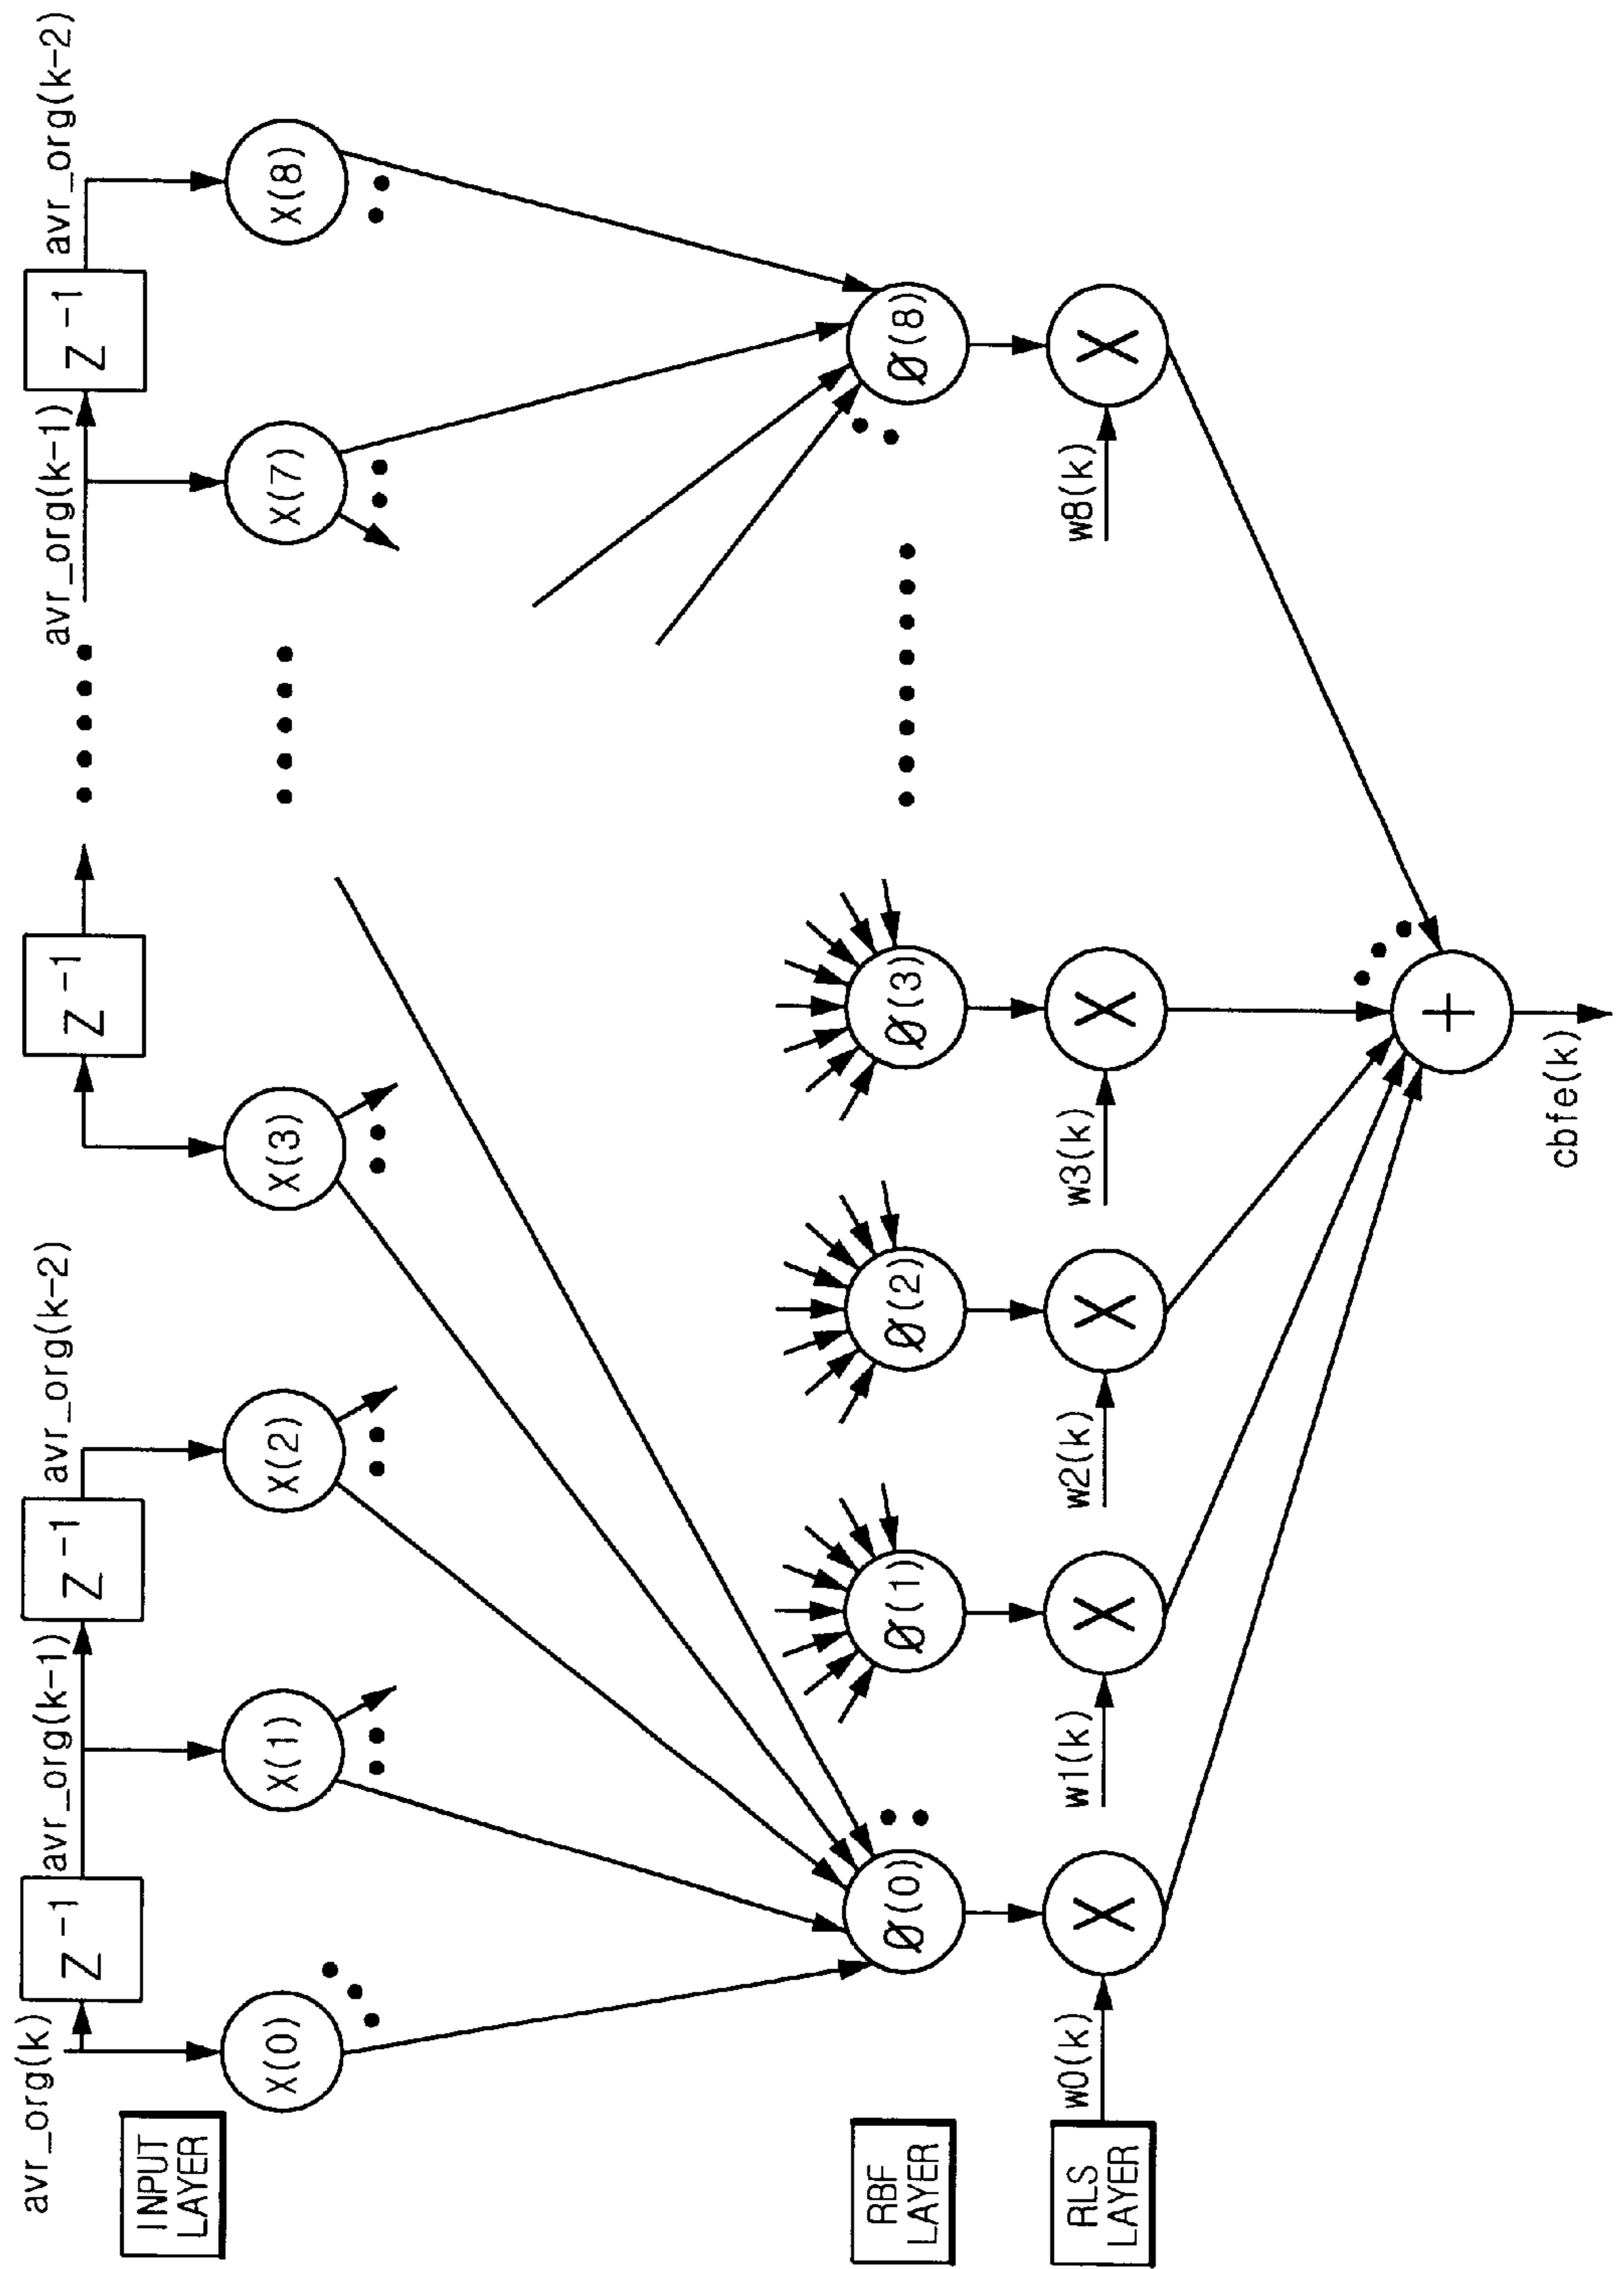 avr_org(k)
Z -1
avr_org(k-1)
Z -1
avr_org(k-2)
Z -1
avr_org(k-1)
Z -1
avr_org(k-2)
INPUT
LAYER
X(0)
X(1)
X(2)
X(3)
X(7)
X(8)
RBF
LAYER
Ø(0)
Ø(1)
Ø(2)
Ø(3)
Ø(8)
RLS
LAYER
w0(k)
X
w1(k)
X
w2(k)
X
w3(k)
X
w8(k)
X
+
cbfe(k)